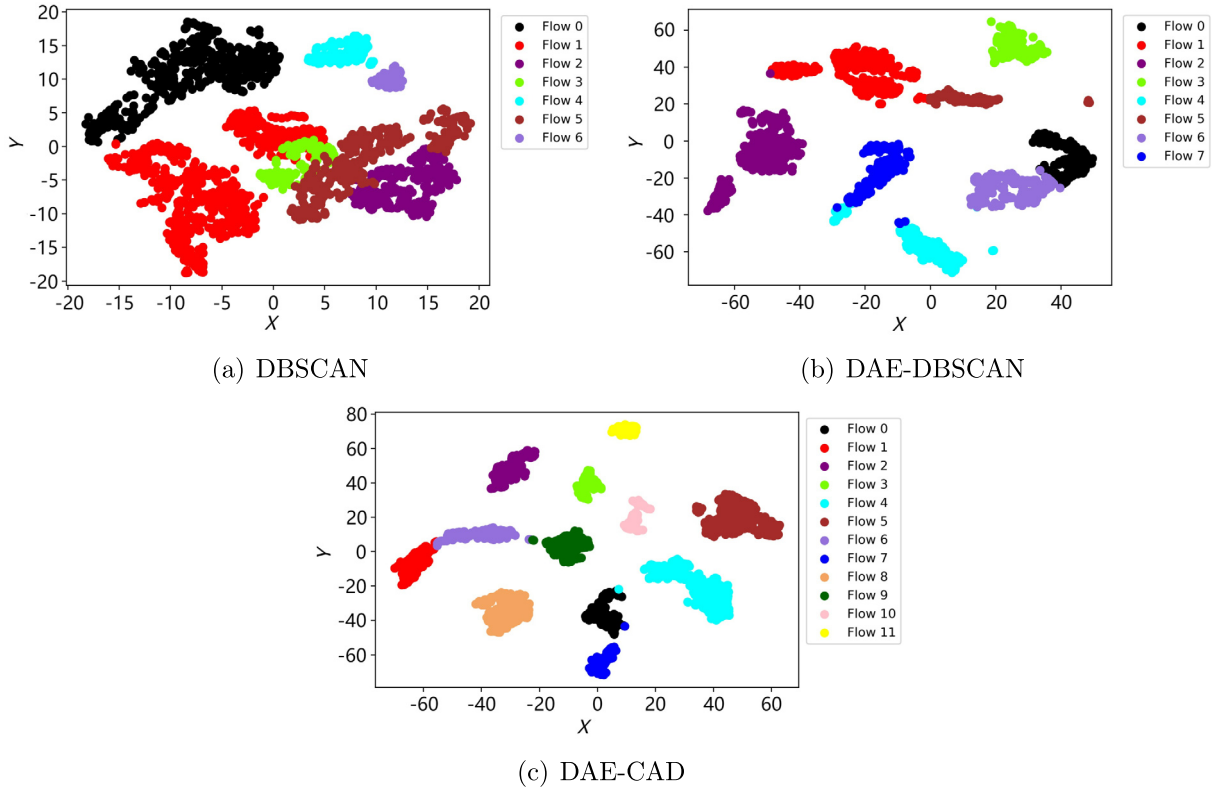 20
15
10
5
0
-5
-10
-15
-20
Y
-20 -15 -10 -5 0 5 10 15 20
X
Flow 0
Flow 1
Flow 2
Flow 3
Flow 4
Flow 5
Flow 6
(a) DBSCAN
60
40
20
0
-20
-40
-60
Y
-60 -40 -20 0 20 40
X
Flow 0
Flow 1
Flow 2
Flow 3
Flow 4
Flow 5
Flow 6
Flow 7
(b) DAE-DBSCAN
80
60
40
20
0
-20
-40
-60
Y
-60 -40 -20 0 20 40 60
X
Flow 0
Flow 1
Flow 2
Flow 3
Flow 4
Flow 5
Flow 6
Flow 7
Flow 8
Flow 9
Flow 10
Flow 11
(c) DAE-CAD